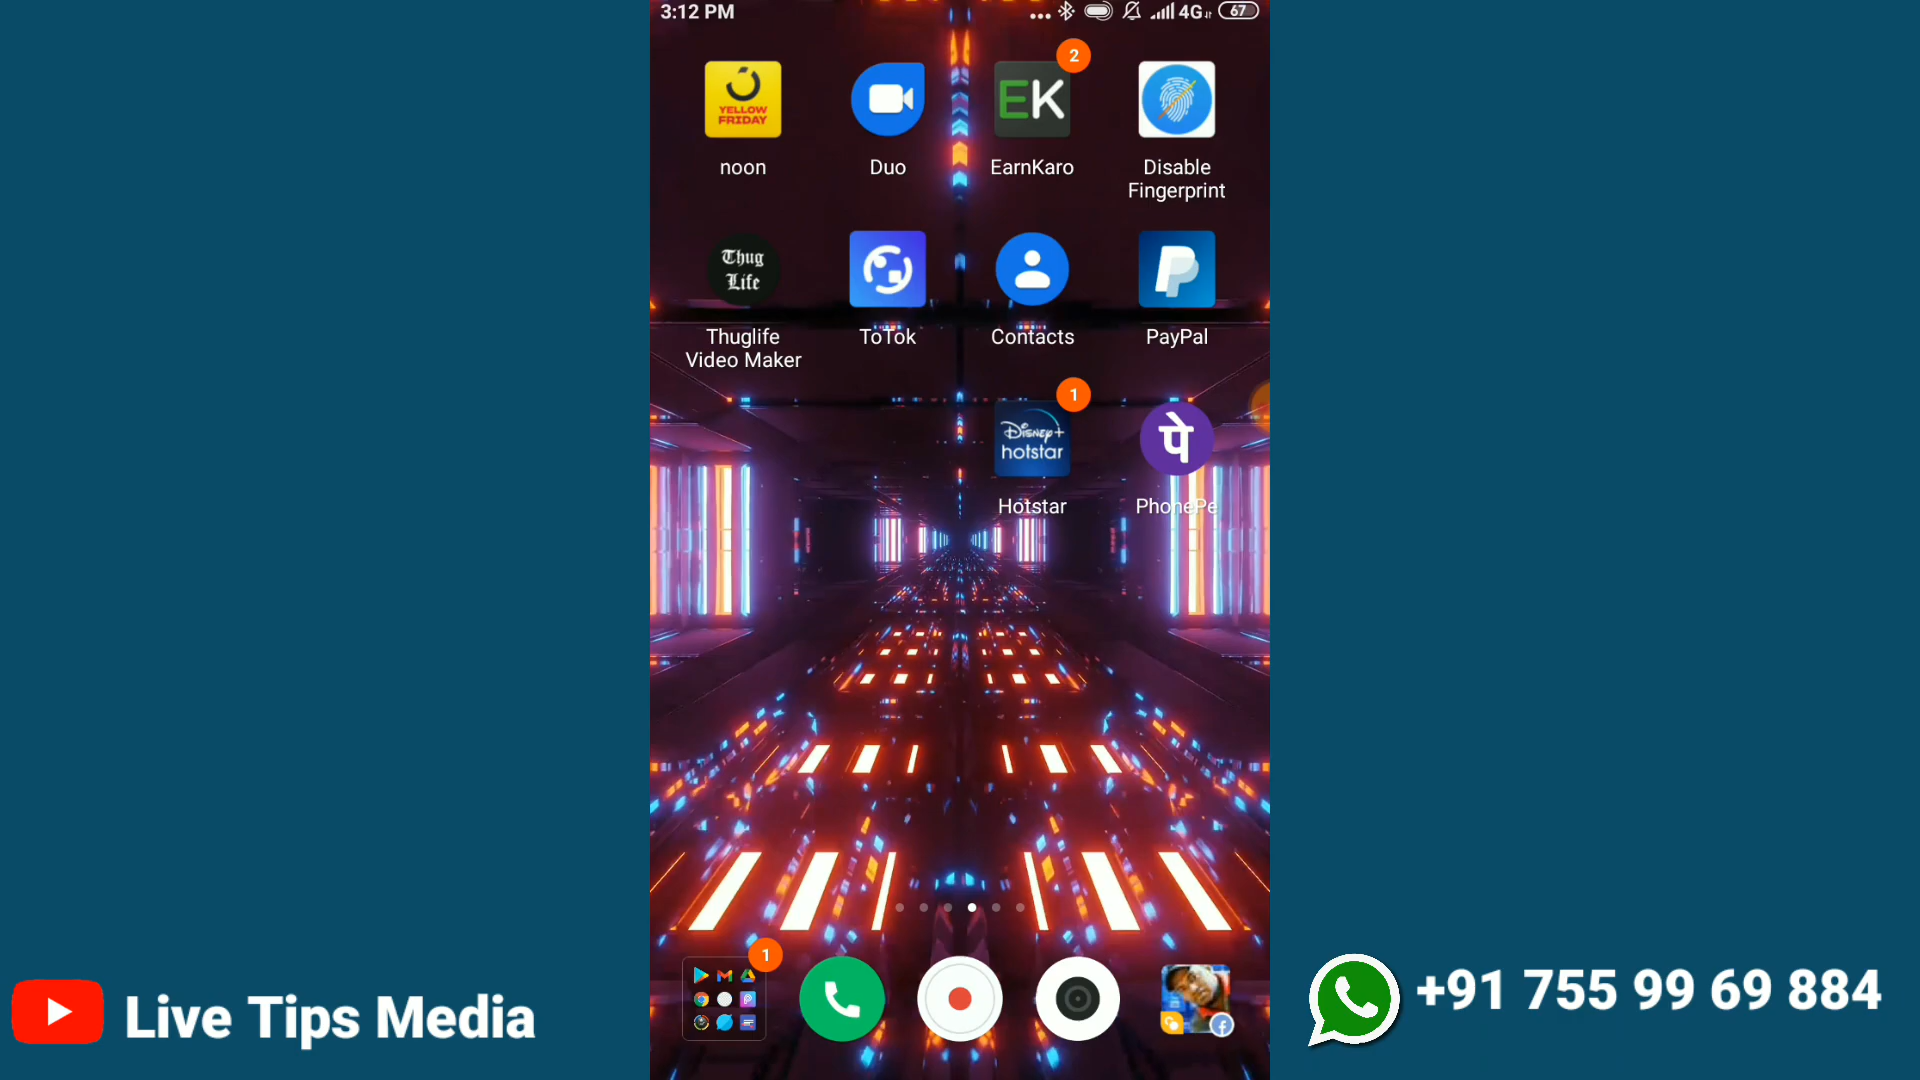 3:12 PM
4G
67
2
YELLOW
FRIDAY
EK
noon
Duo
EarnKaro
Disable
Fingerprint
Thug
Life
Thuglife
Video Maker
ToTok
Contacts
PayPal
1
Disney+
hotstar
पे
Hotstar
PhonePe
1
Live Tips Media
+91 755 99 69 884